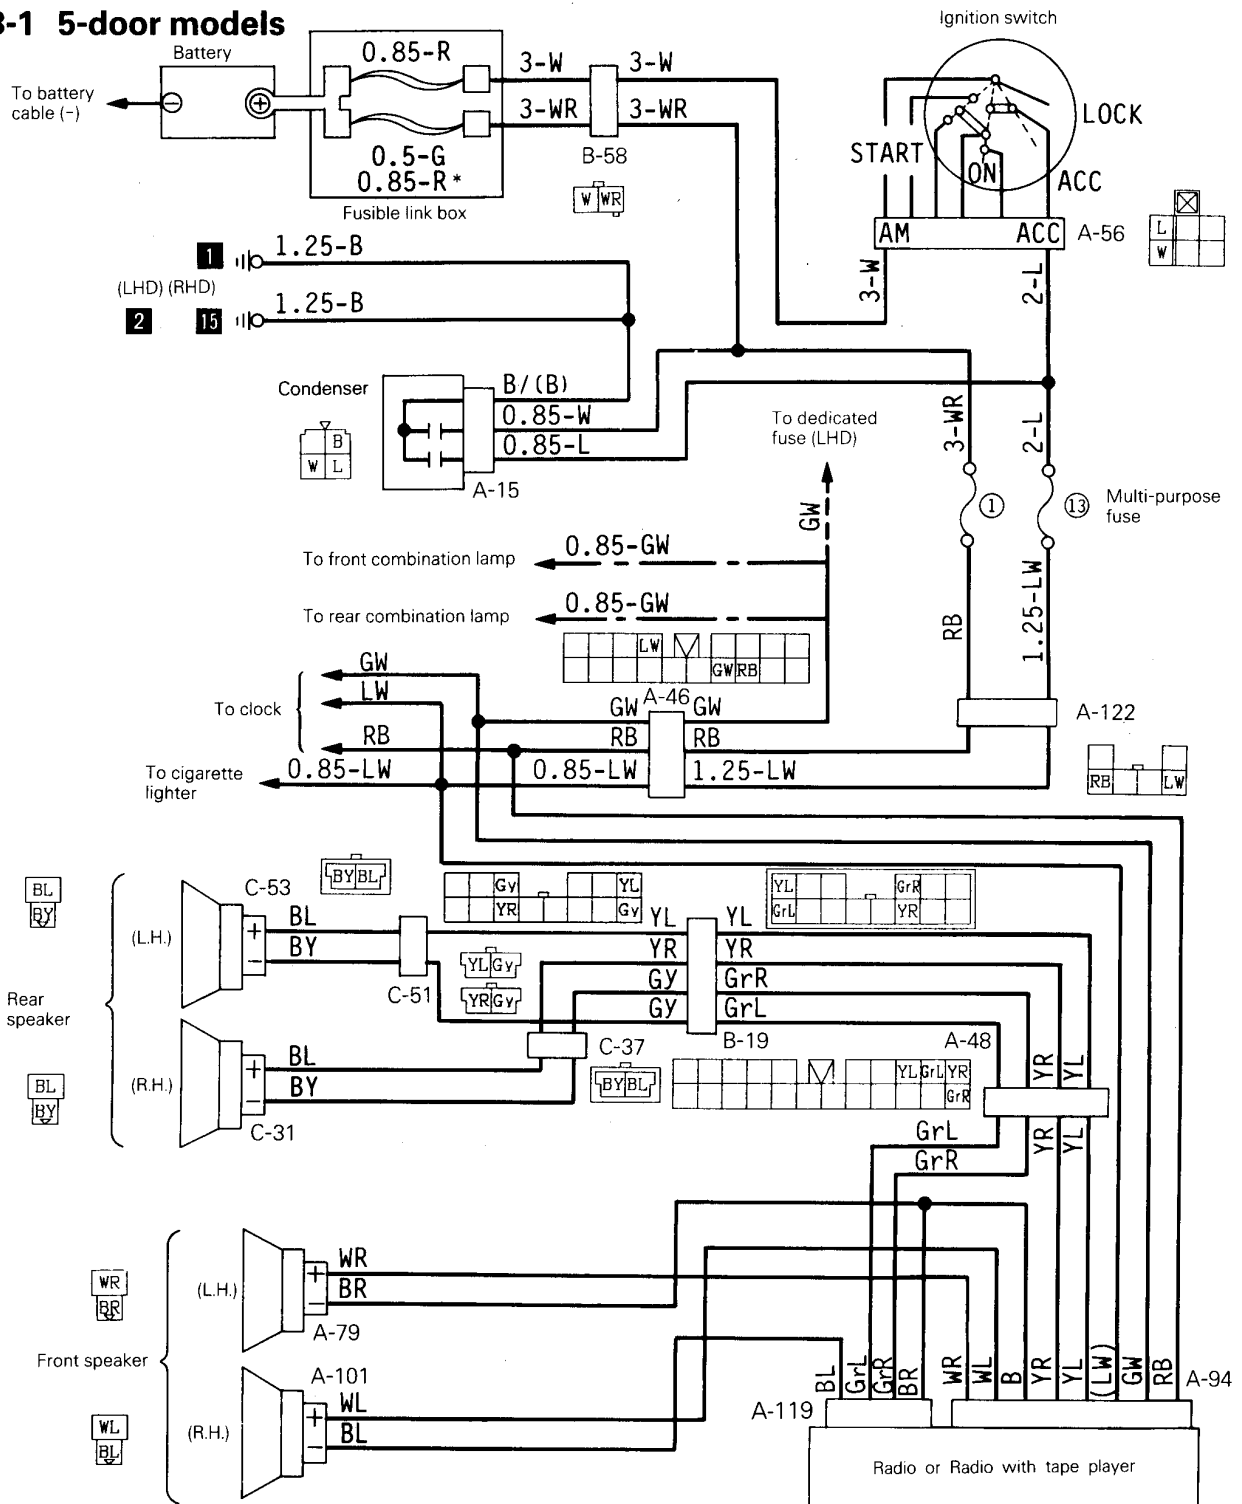 3-1 5-door models
Battery
To battery
cable (−)
0.85-R
0.5-G
0.85-R*
Fusible link box
3-W
3-W
3-WR
3-WR
B-58
W WR
Ignition switch
LOCK
START
ON
ACC
AM
ACC
A-56
L
W
3-W
2-L
1
1.25-B
(LHD) (RHD)
2
15
1.25-B
Condenser
B/(B)
0.85-W
0.85-L
B
W L
A-15
To dedicated
fuse (LHD)
GW
3-WR
2-L
1
13
Multi-purpose
fuse
To front combination lamp
0.85-GW
To rear combination lamp
0.85-GW
RB
1.25-LW
LW
GW RB
A-46
To clock
GW
LW
RB
GW
GW
RB
RB
A-122
RB LW
To cigarette
lighter
0.85-LW
0.85-LW
1.25-LW
BY BL
Gy YL
YR Gy
YL GrR
GrL YR
Rear
speaker
BL
BY
(L.H.)
C-53
+
−
BL
BY
C-51
YL Gy
YR Gy
YL
YL
YR
YR
GY
GrR
GY
GrL
B-19
A-48
C-37
BY BL
YL GrL YR
GrR
BL
BY
(R.H.)
+
−
BL
BY
C-31
YR
YL
YR
YL
GrL
GrR
Front speaker
WR
BR
(L.H.)
+
−
WR
BR
A-79
WL
BL
(R.H.)
A-101
+
−
WL
BL
BL
GrL
GrR
BR
WR
WL
B
YR
YL
(LW)
GW
RB
A-94
A-119
Radio or Radio with tape player